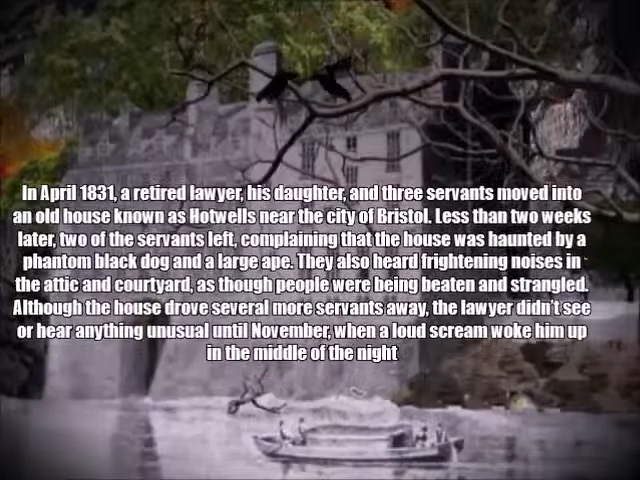 In April 1831, a retired lawyer, his daughter, and three servants moved into
an old house known as Hotwells near the city of Bristol. Less than two weeks
later, two of the servants left, complaining that the house was haunted by a
phantom black dog and a large ape. They also heard frightening noises in
the attic and courtyard, as though people were being beaten and strangled.
Although the house drove several more servants away, the lawyer didn't see
or hear anything unusual until November, when a loud scream woke him up
in the middle of the night